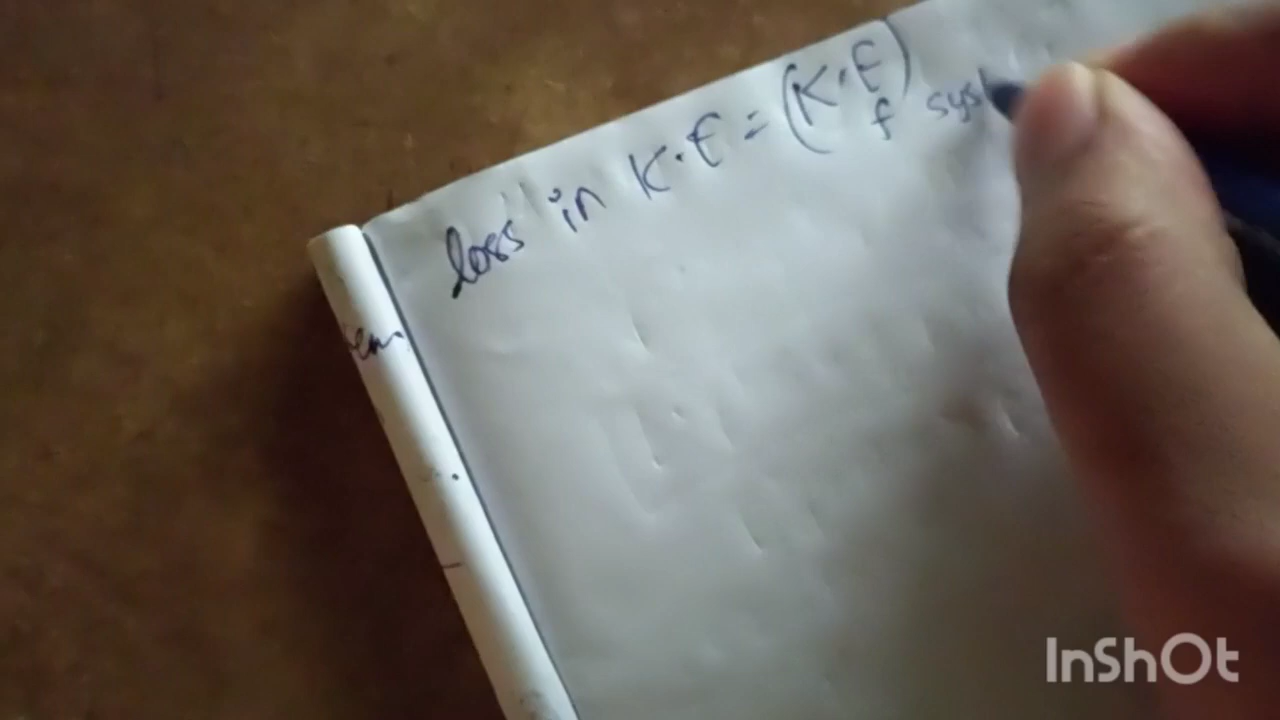 loss in K.E = (K.E)f syst
InShOt